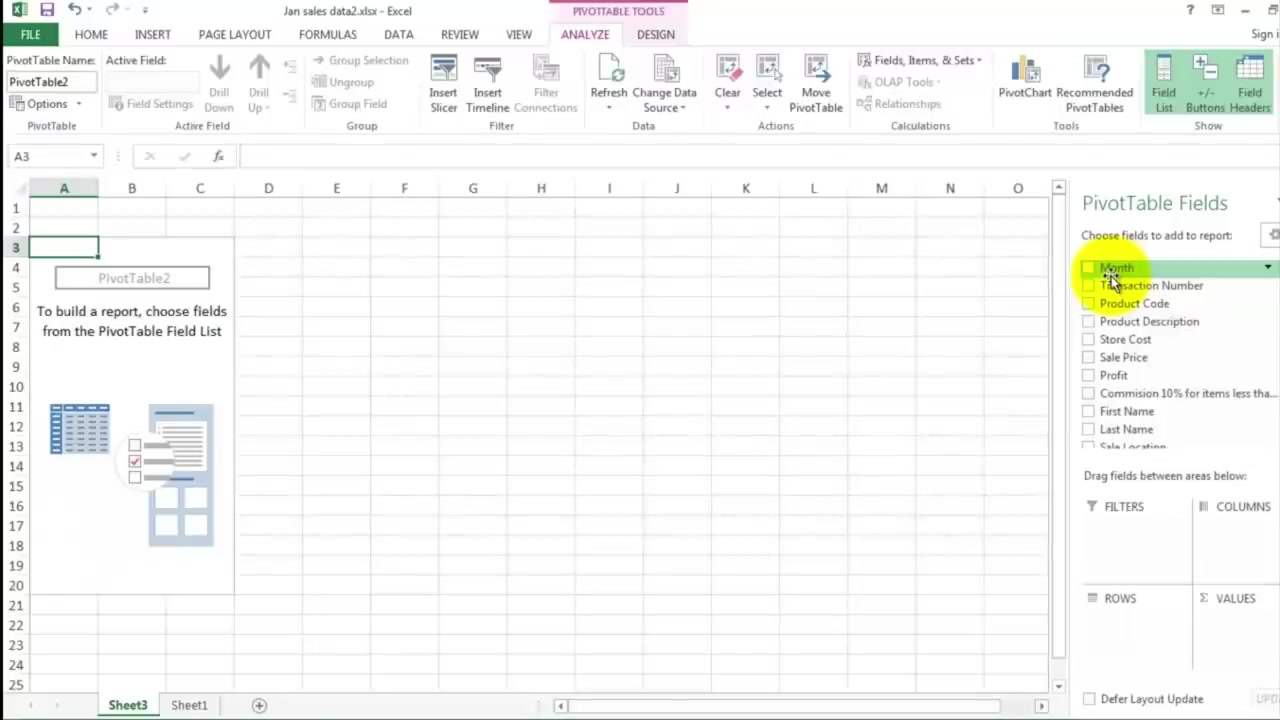 Jan sales data2.xlsx - Excel
PIVOTTABLE TOOLS
?
FILE
HOME
INSERT
PAGE LAYOUT
FORMULAS
DATA
REVIEW
VIEW
ANALYZE
DESIGN
Sign i
PivotTable Name:
PivotTable2
Options
PivotTable
Active Field:
Field Settings
Drill
Down
Drill
Up
Active Field
Group Selection
Ungroup
Group Field
Group
Insert
Slicer
Insert
Timeline
Filter
Connections
Filter
Refresh
Change Data
Source
Data
Clear
Select
Move
PivotTable
Actions
Fields, Items, & Sets
OLAP Tools
Relationships
Calculations
PivotChart
Recommended
PivotTables
Tools
Field
List
+/-
Buttons
Field
Headers
Show
A3
fx
A B C D E F G H I J K L M N O
1
2
3
4
5
6
7
8
9
10
11
12
13
14
15
16
17
18
19
20
21
22
23
24
25
PivotTable2
To build a report, choose fields
from the PivotTable Field List
PivotTable Fields
Choose fields to add to report:
Month
Transaction Number
Product Code
Product Description
Store Cost
Sale Price
Profit
Commision 10% for items less tha...
First Name
Last Name
Sale Location
Drag fields between areas below:
FILTERS
COLUMNS
ROWS
Σ VALUES
Defer Layout Update
UPD
Sheet3
Sheet1